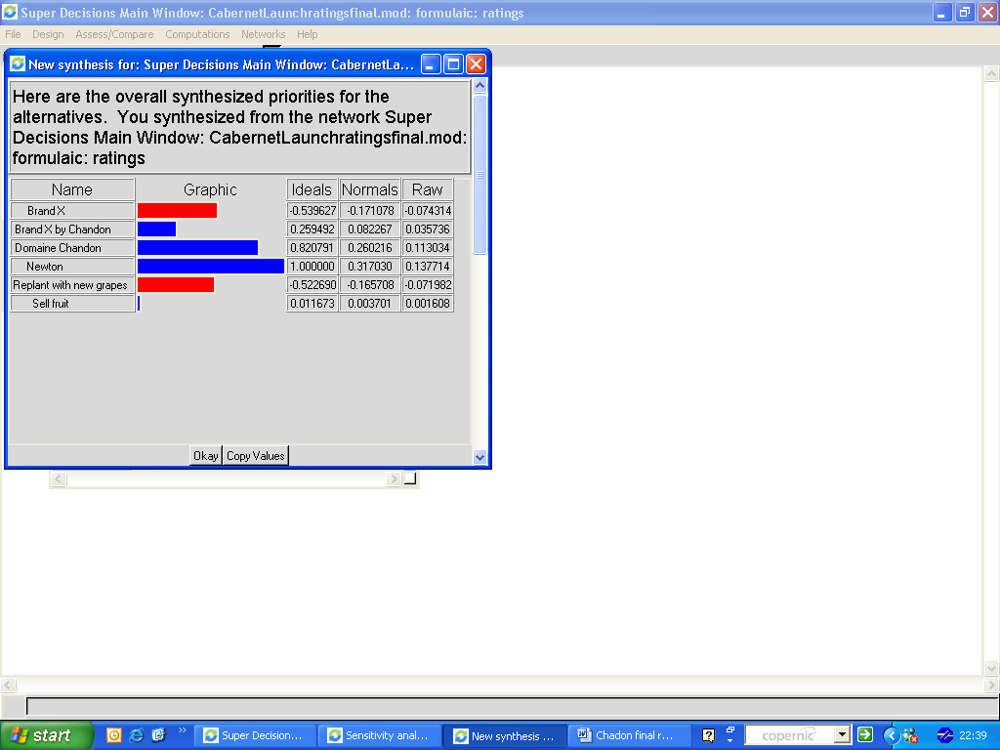 Super Decisions Main Window: CabernetLaunchratingsfinal.mod: formulaic: ratings
File Design Assess/Compare Computations Networks Help
New synthesis for: Super Decisions Main Window: CabernetLa...
Here are the overall synthesized priorities for the
alternatives. You synthesized from the network Super
Decisions Main Window: CabernetLaunchratingsfinal.mod:
formulaic: ratings
Name Graphic Ideals Normals Raw
Brand X -0.539627 -0.171078 -0.074314
Brand X by Chandon 0.259492 0.082267 0.035736
Domaine Chandon 0.820791 0.260216 0.113034
Newton 1.000000 0.317030 0.137714
Replant with new grapes -0.522690 -0.165708 -0.071982
Sell fruit 0.011673 0.003701 0.001608
Okay Copy Values
start Super Decision... Sensitivity anal... New synthesis ... Chadon final r... copernic 22:39